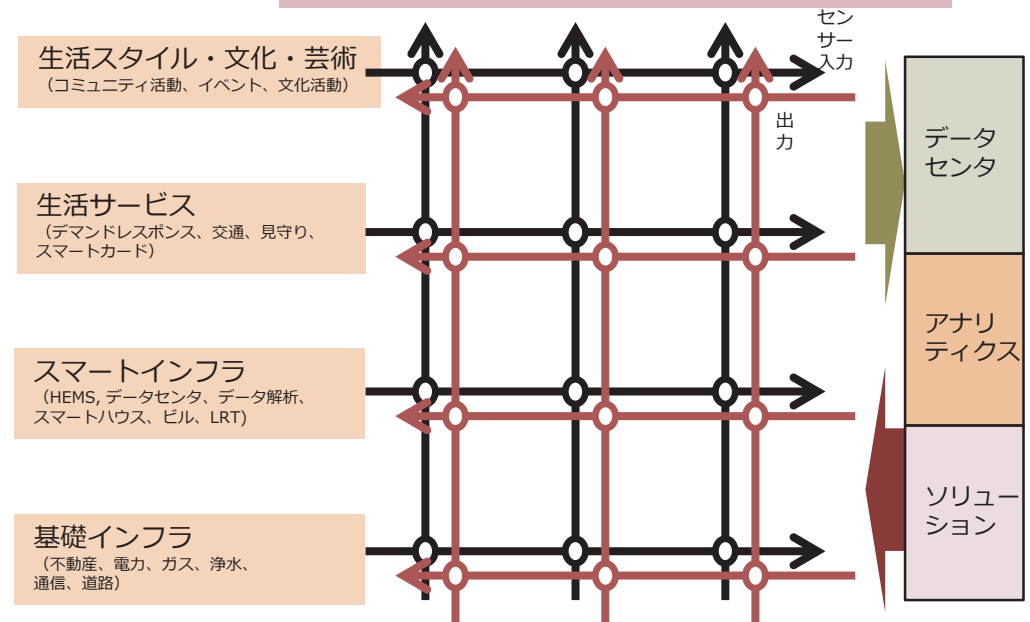 生活スタイル・文化・芸術
（コミュニティ活動、イベント、文化活動）
セン
サー
入力
出
力
生活サービス
（デマンドレスポンス、交通、見守り、
スマートカード）
スマートインフラ
（HEMS, データセンタ、データ解析、
スマートハウス、ビル、LRT)
基礎インフラ
（不動産、電力、ガス、浄水、
通信、道路）
データ
センタ
アナリ
ティクス
ソリュー
ション